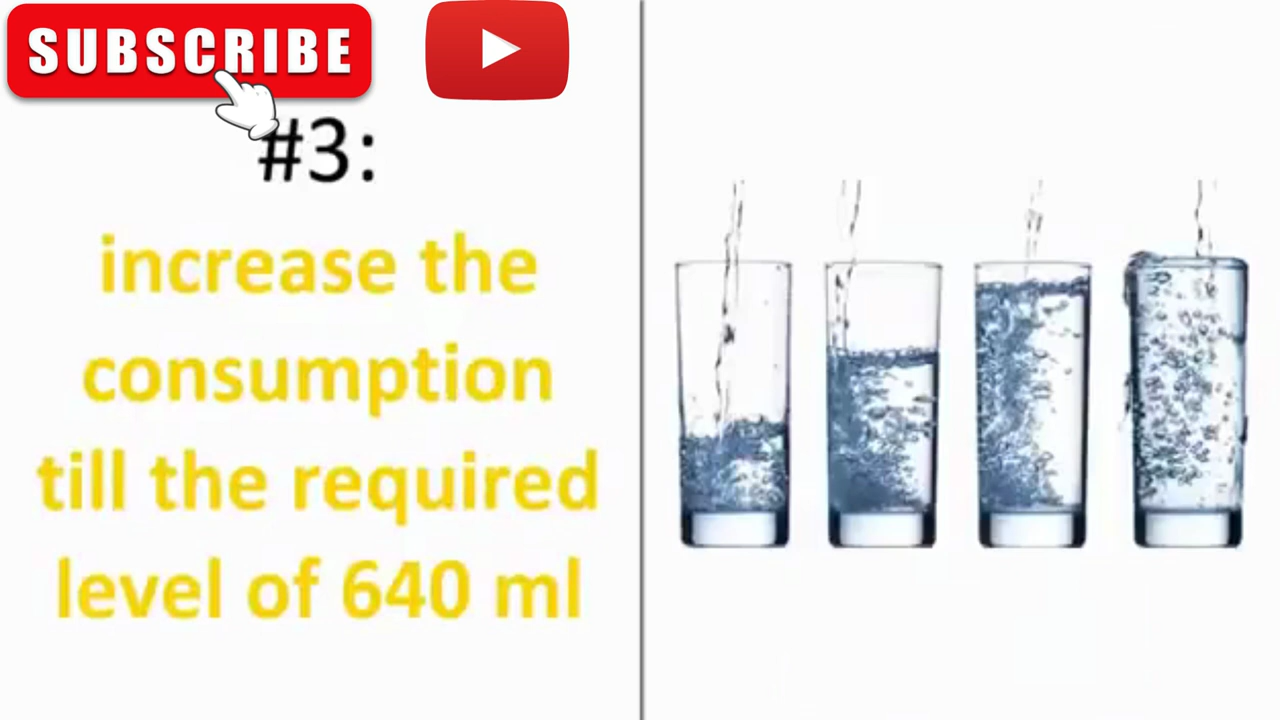 SUBSCRIBE
#3:
increase the
consumption
till the required
level of 640 ml